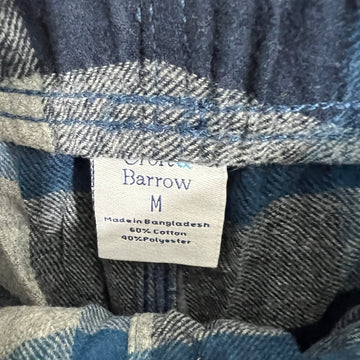 Croft &
Barrow
M
Made in Bangladesh
60% Cotton
40% Polyester